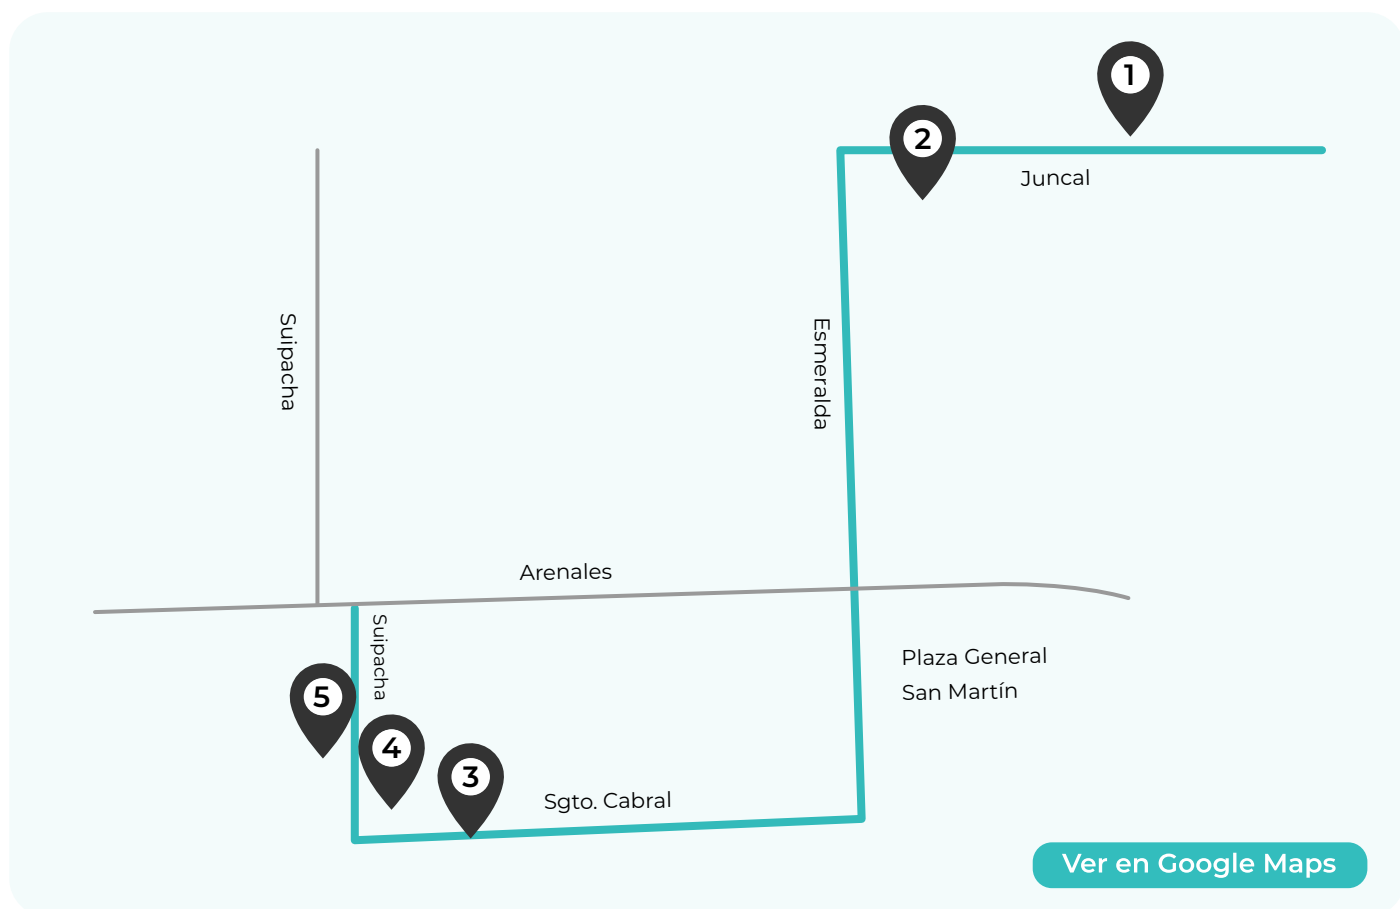 1
2
Juncal
Suipacha
Esmeralda
Arenales
Suipacha
Plaza General
San Martín
5
4
3
Sgto. Cabral
Ver en Google Maps